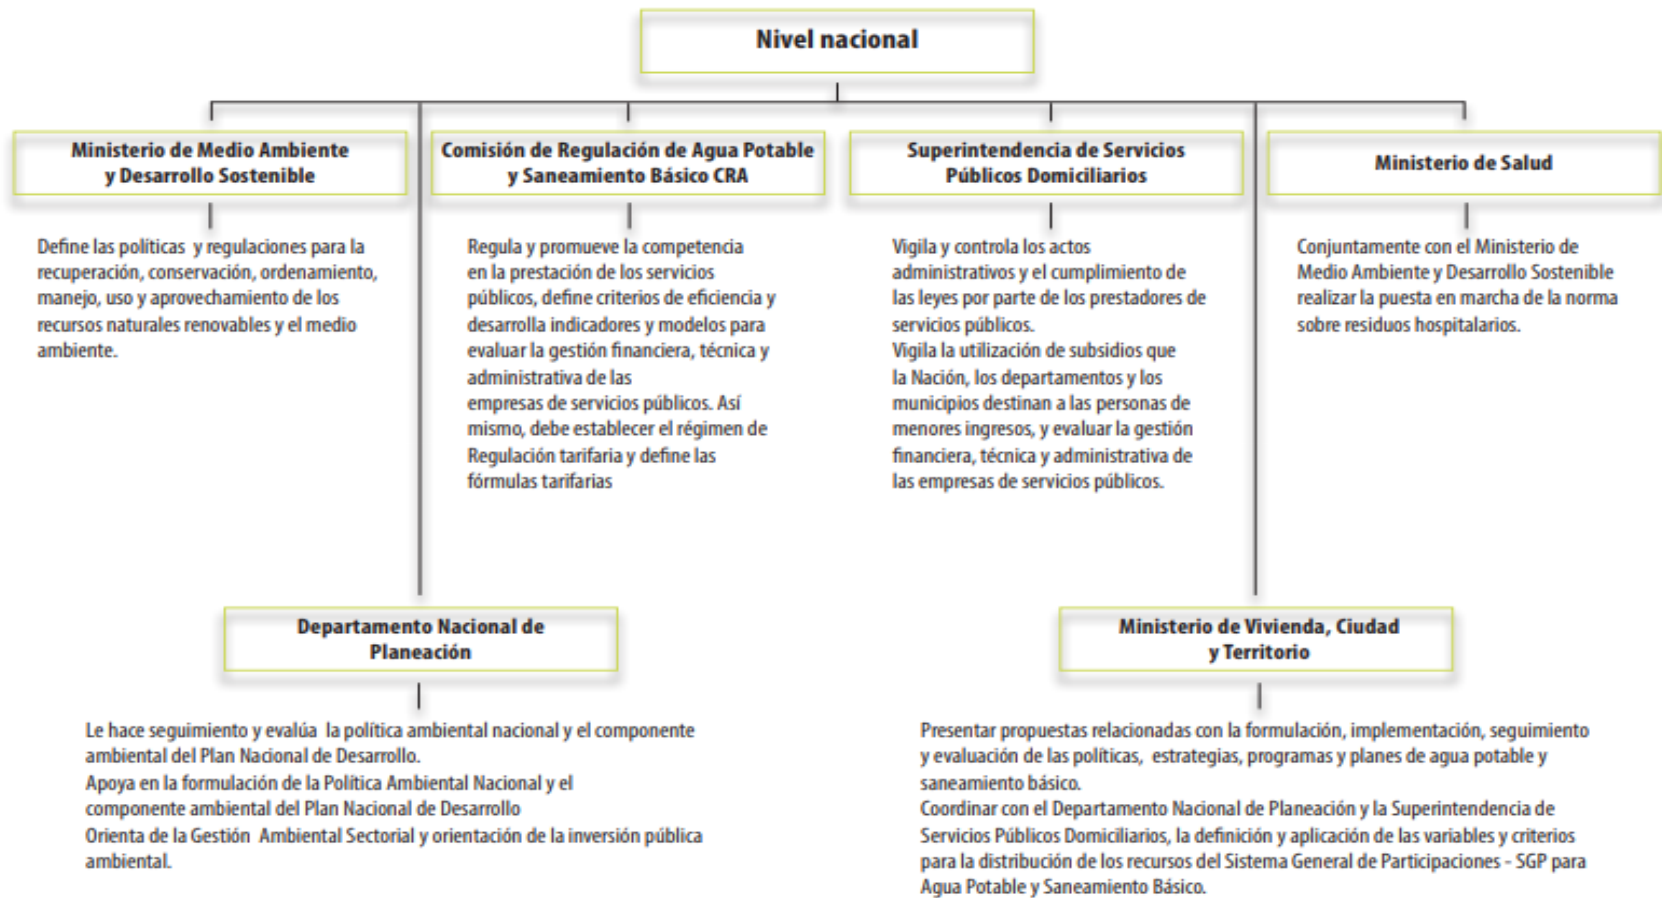 Nivel nacional
Ministerio de Medio Ambiente
y Desarrollo Sostenible
Define las políticas y regulaciones para la
recuperación, conservación, ordenamiento,
manejo, uso y aprovechamiento de los
recursos naturales renovables y el medio
ambiente.
Comisión de Regulación de Agua Potable
y Saneamiento Básico CRA
Regula y promueve la competencia
en la prestación de los servicios
públicos, define criterios de eficiencia y
desarrolla indicadores y modelos para
evaluar la gestión financiera, técnica y
administrativa de las
empresas de servicios públicos. Así
mismo, debe establecer el régimen de
Regulación tarifaria y define las
fórmulas tarifarias
Superintendencia de Servicios
Públicos Domiciliarios
Vigila y controla los actos
administrativos y el cumplimiento de
las leyes por parte de los prestadores de
servicios públicos.
Vigila la utilización de subsidios que
la Nación, los departamentos y los
municipios destinan a las personas de
menores ingresos, y evaluar la gestión
financiera, técnica y administrativa de
las empresas de servicios públicos.
Ministerio de Salud
Conjuntamente con el Ministerio de
Medio Ambiente y Desarrollo Sostenible
realizar la puesta en marcha de la norma
sobre residuos hospitalarios.
Departamento Nacional de
Planeación
Le hace seguimiento y evalúa la política ambiental nacional y el componente
ambiental del Plan Nacional de Desarrollo.
Apoya en la formulación de la Política Ambiental Nacional y el
componente ambiental del Plan Nacional de Desarrollo
Orienta de la Gestión Ambiental Sectorial y orientación de la inversión pública
ambiental.
Ministerio de Vivienda, Ciudad
y Territorio
Presentar propuestas relacionadas con la formulación, implementación, seguimiento
y evaluación de las políticas, estrategias, programas y planes de agua potable y
saneamiento básico.
Coordinar con el Departamento Nacional de Planeación y la Superintendencia de
Servicios Públicos Domiciliarios, la definición y aplicación de las variables y criterios
para la distribución de los recursos del Sistema General de Participaciones - SGP para
Agua Potable y Saneamiento Básico.